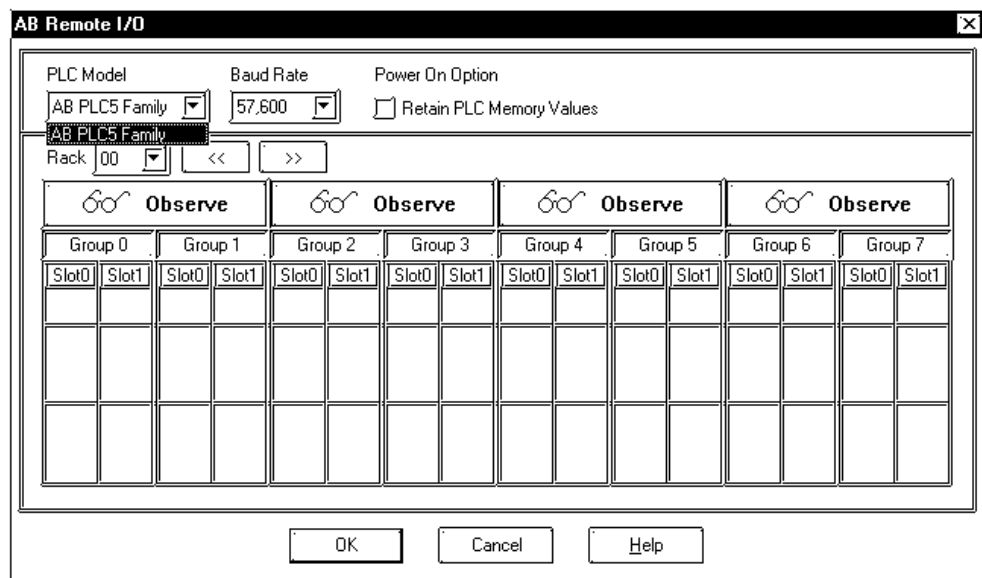 AB Remote I/O
PLC Model Baud Rate Power On Option
AB PLC5 Family 57,600 Retain PLC Memory Values
AB PLC5 Family
Rack 00 << >>
Observe Observe Observe Observe
Group 0 Group 1 Group 2 Group 3 Group 4 Group 5 Group 6 Group 7
Slot0 Slot1 Slot0 Slot1 Slot0 Slot1 Slot0 Slot1 Slot0 Slot1 Slot0 Slot1 Slot0 Slot1 Slot0 Slot1
OK Cancel Help